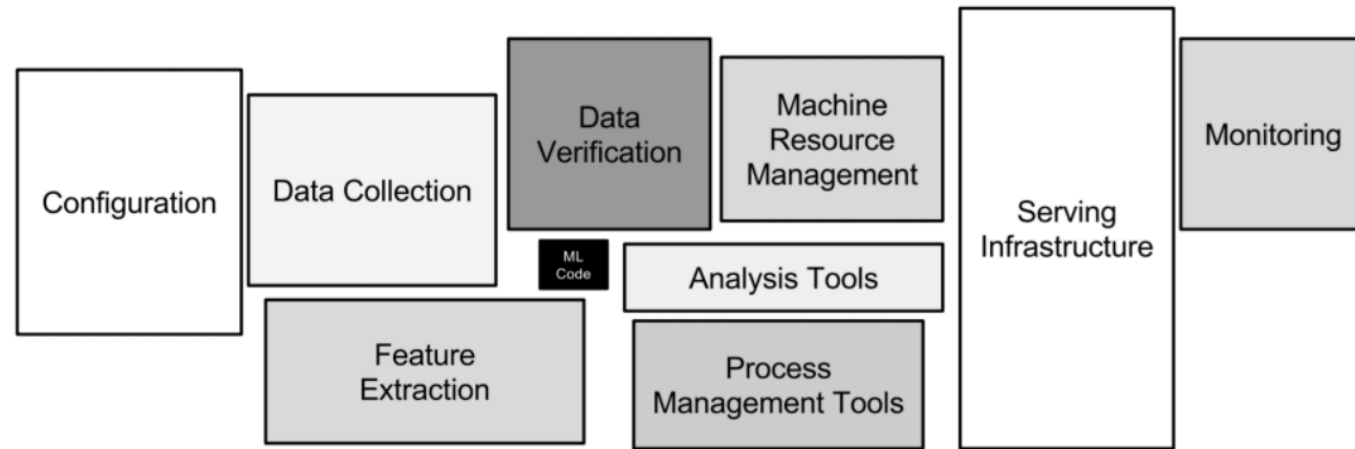 Configuration
Data Collection
Data
Verification
Machine
Resource
Management
Serving
Infrastructure
Monitoring
ML
Code
Analysis Tools
Feature
Extraction
Process
Management Tools